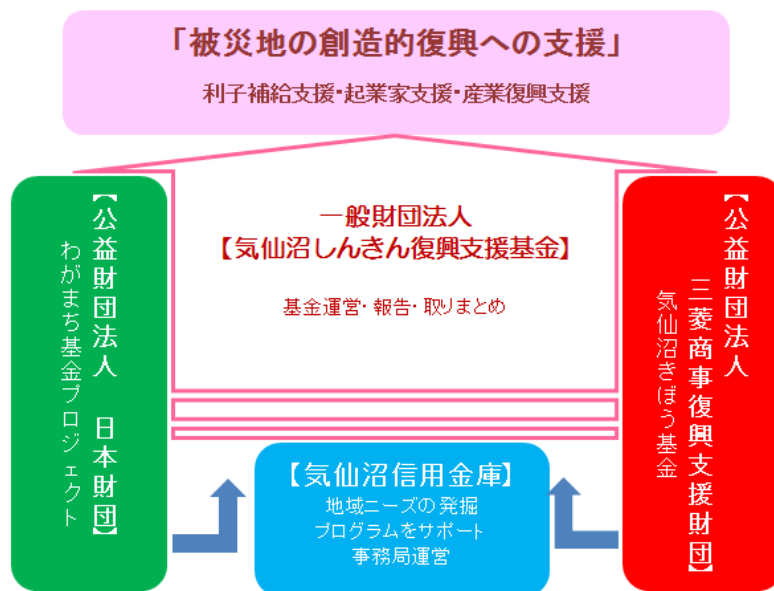 「被災地の創造的復興への支援」
利子補給支援・起業家支援・産業復興支援
【公益財団法人　日本財団】
わがまち基金プロジェクト
一般財団法人
【気仙沼しんきん復興支援基金】
基金運営・報告・取りまとめ
【公益財団法人
三菱商事復興支援財団】
気仙沼きぼう基金
【気仙沼信用金庫】
地域ニーズの発掘
プログラムをサポート
事務局運営